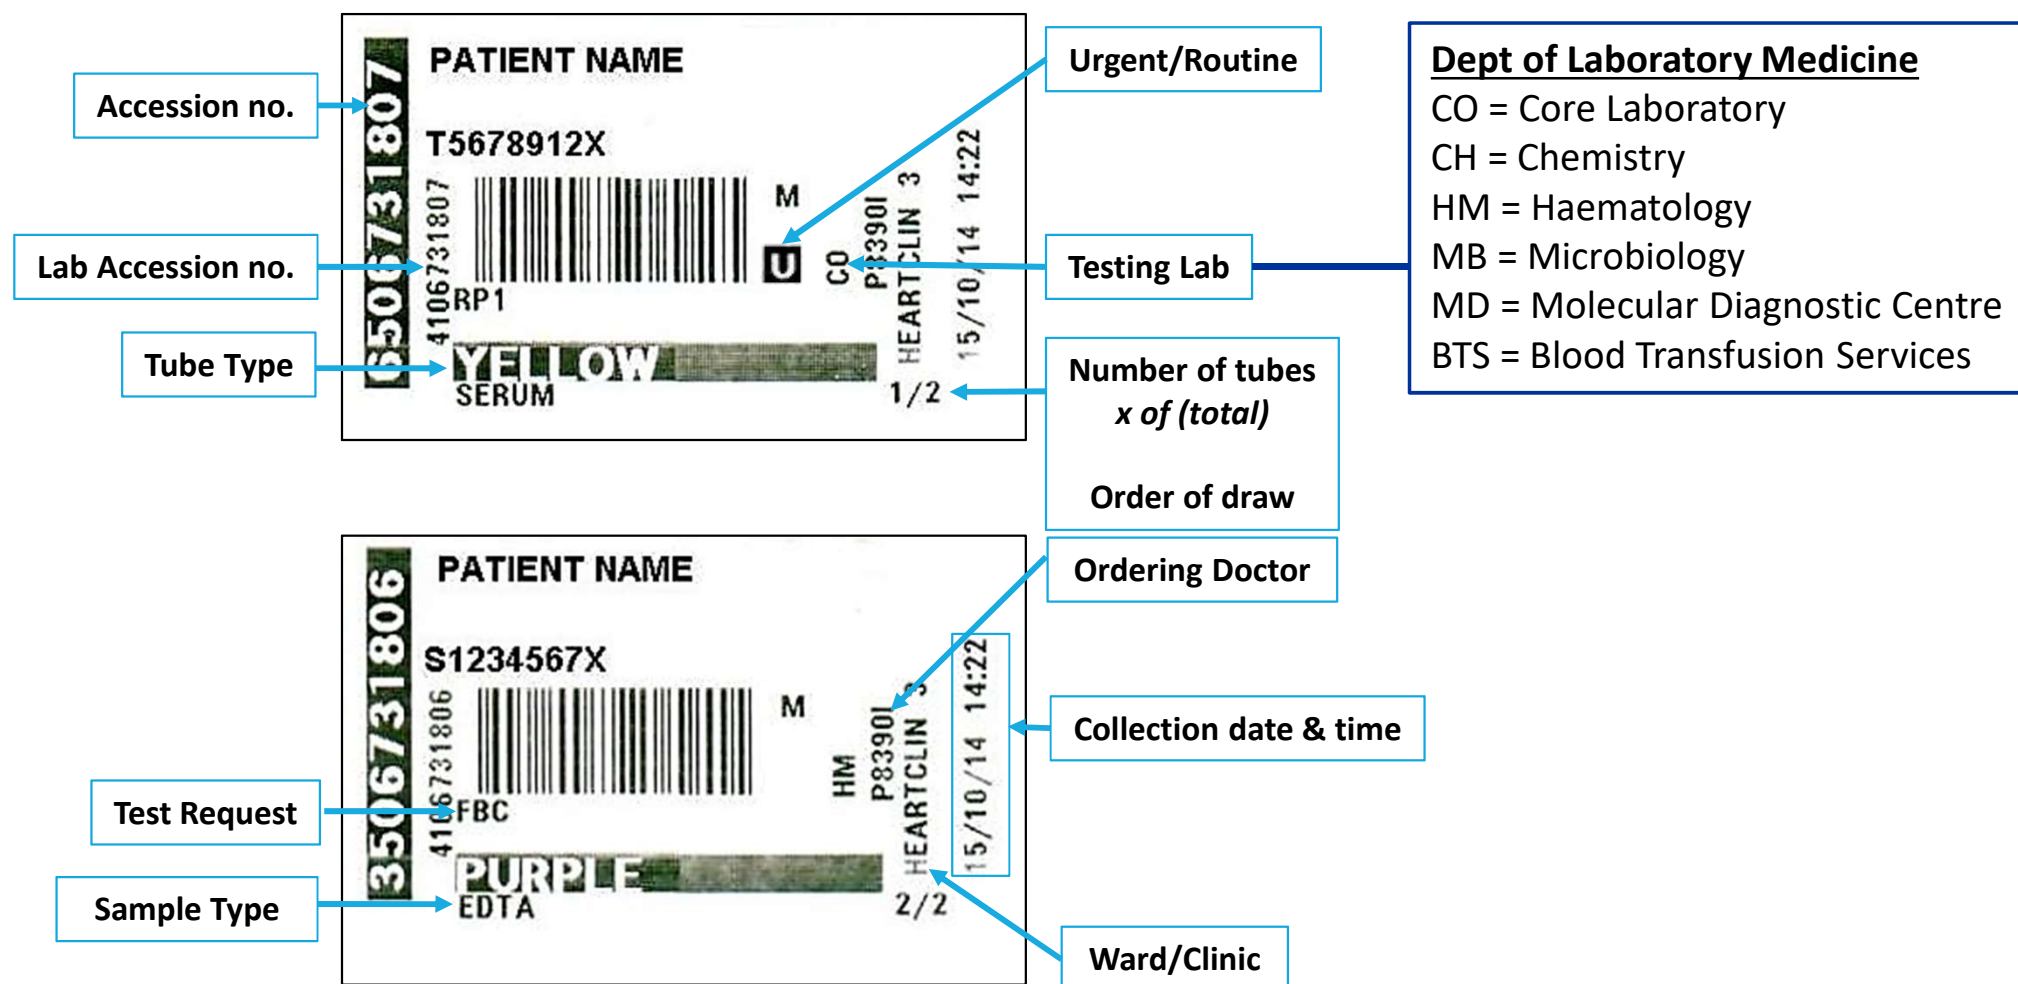 PATIENT NAME
6506731807
T5678912X
4106731807
M
U
CO
P8390I
HEARTCLIN 3
15/10/14 14:22
RP1
YELLOW
SERUM
1/2
Accession no.
Lab Accession no.
Tube Type
Urgent/Routine
Testing Lab
Number of tubes
x of (total)
Order of draw
Dept of Laboratory Medicine
CO = Core Laboratory
CH = Chemistry
HM = Haematology
MB = Microbiology
MD = Molecular Diagnostic Centre
BTS = Blood Transfusion Services
PATIENT NAME
3506731806
S1234567X
4106731806
M
HM
P8390I
HEARTCLIN 3
15/10/14 14:22
FBC
PURPLE
EDTA
2/2
Test Request
Sample Type
Ordering Doctor
Collection date & time
Ward/Clinic